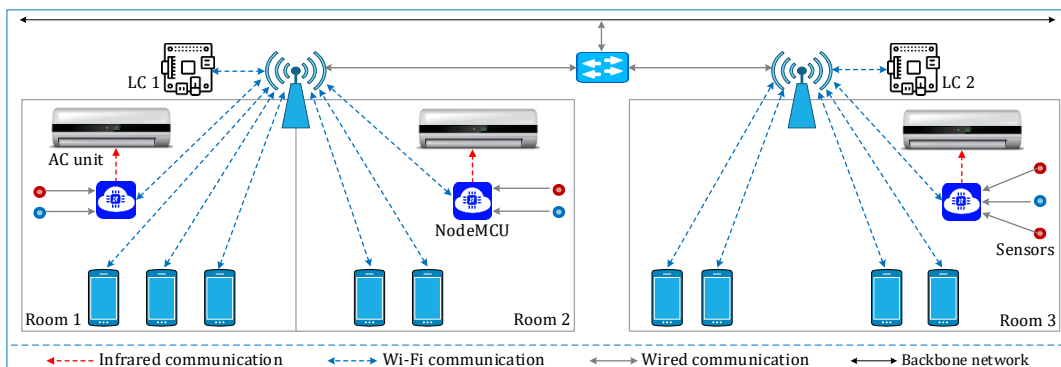 LC 1
LC 2
AC unit
NodeMCU
Sensors
Room 1
Room 2
Room 3
Infrared communication
Wi-Fi communication
Wired communication
Backbone network